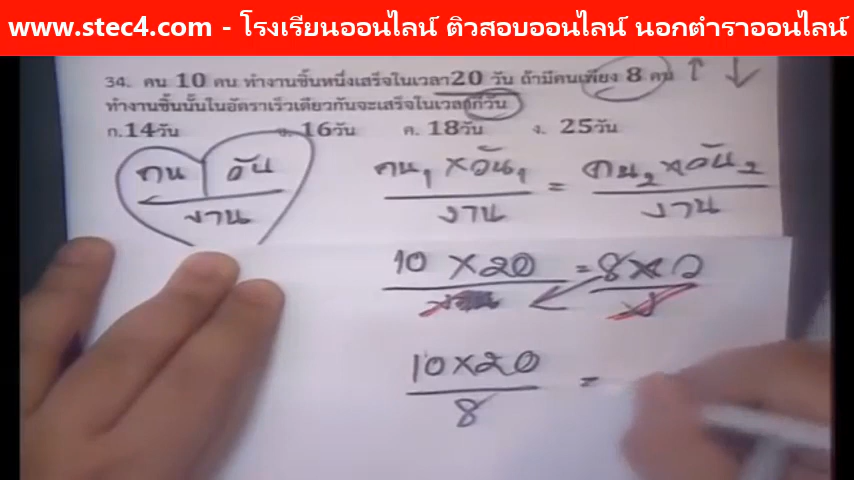 www.stec4.com - โรงเรียนออนไลน์ ติวสอบออนไลน์ นอกตำราออนไลน์
34. คน 10 คน ทำงานชิ้นหนึ่งเสร็จในเวลา 20 วัน ถ้ามีคนเพียง 8 คน
ทำงานชิ้นนั้นในอัตราเร็วเดียวกันจะเสร็จในเวลากี่วัน
ก.14วัน ข. 16วัน ค. 18วัน ง. 25วัน
คน วัน
งาน
คน₁ × วัน₁ = คน₂ × วัน₂
งาน งาน
10 × 20 = 8 × ว
10 × 20 =
8